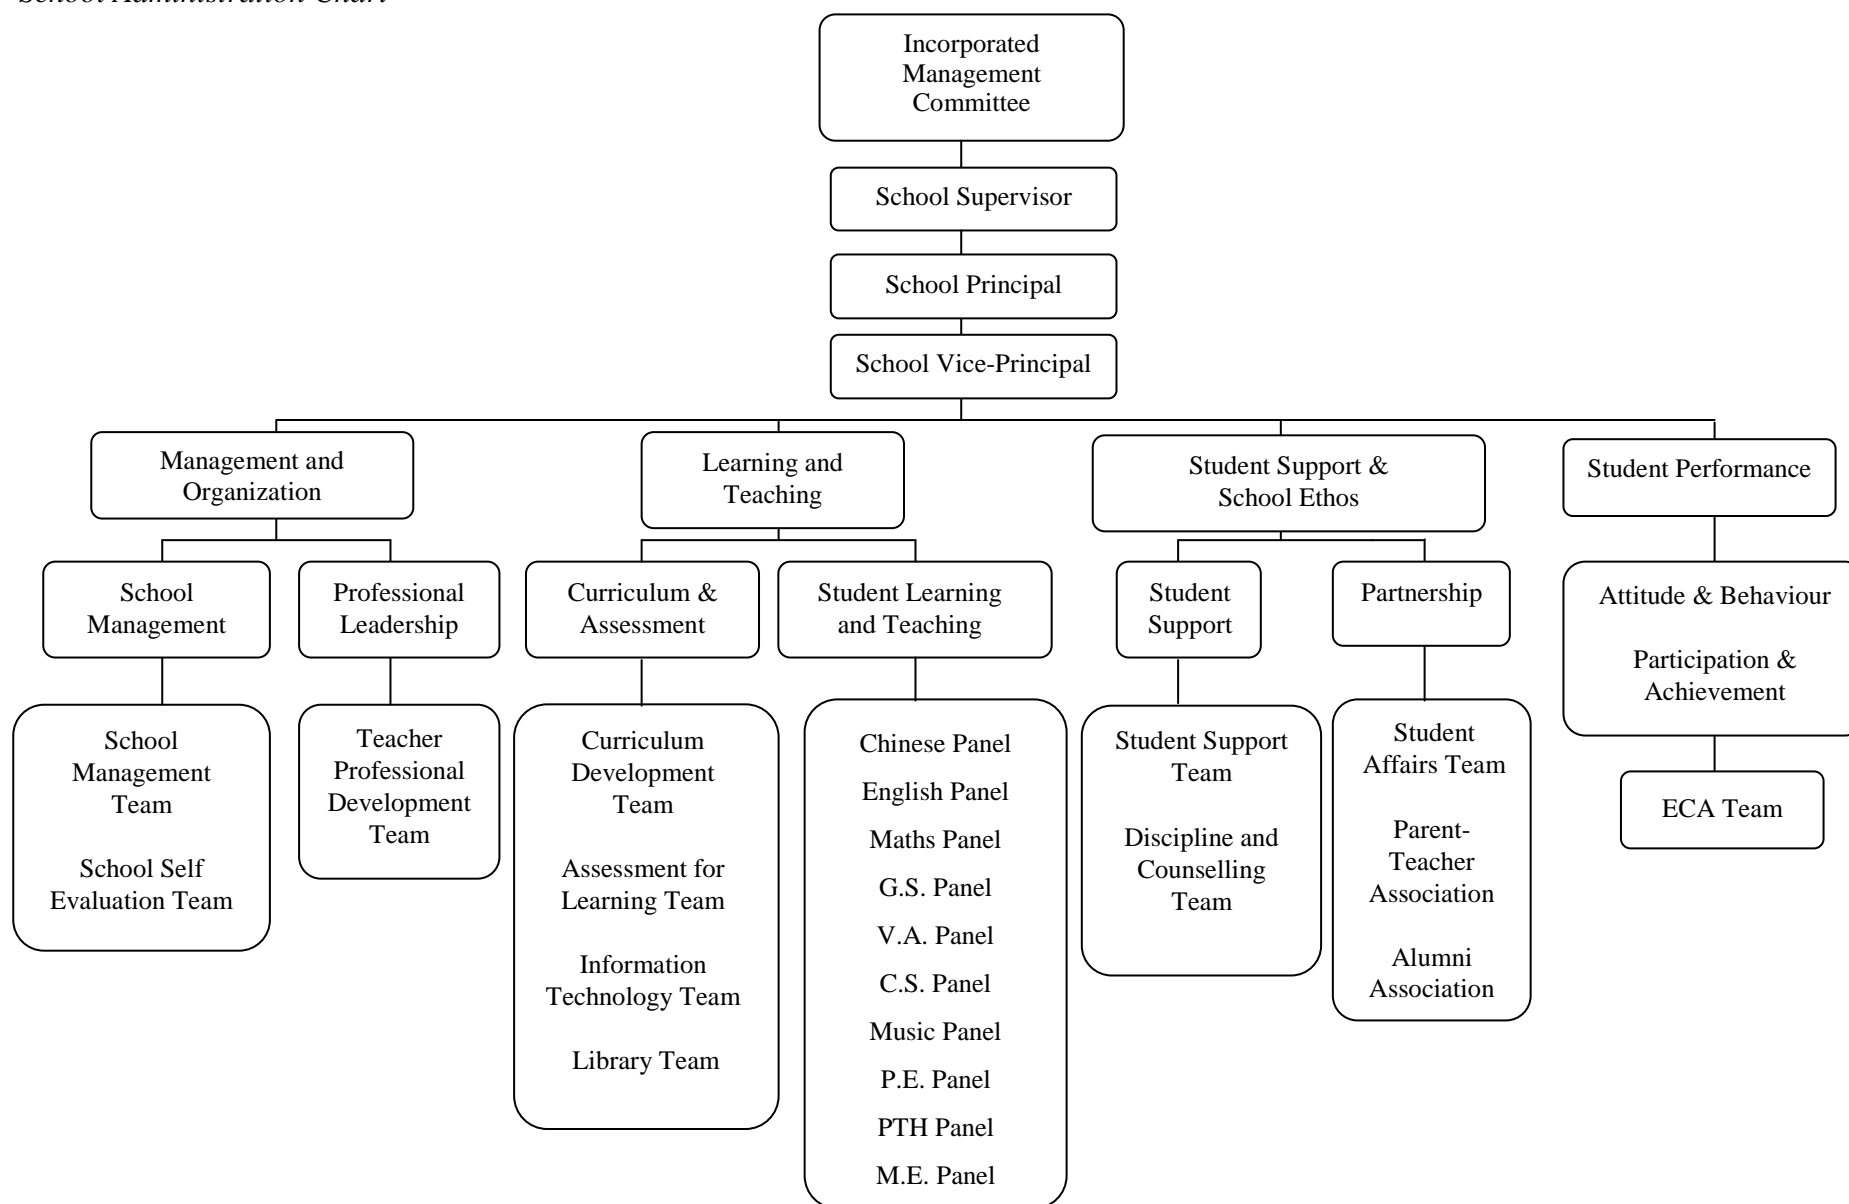 School Administration Chart
Incorporated
Management
Committee
School Supervisor
School Principal
School Vice-Principal
Management and
Organization
Learning and
Teaching
Student Support &
School Ethos
Student Performance
School
Management
Professional
Leadership
Curriculum &
Assessment
Student Learning
and Teaching
Student
Support
Partnership
Attitude & Behaviour
Participation &
Achievement
School
Management
Team
School Self
Evaluation Team
Teacher
Professional
Development
Team
Curriculum
Development
Team
Assessment for
Learning Team
Information
Technology Team
Library Team
Chinese Panel
English Panel
Maths Panel
G.S. Panel
V.A. Panel
C.S. Panel
Music Panel
P.E. Panel
PTH Panel
M.E. Panel
Student Support
Team
Discipline and
Counselling
Team
Student
Affairs Team
Parent-
Teacher
Association
Alumni
Association
ECA Team